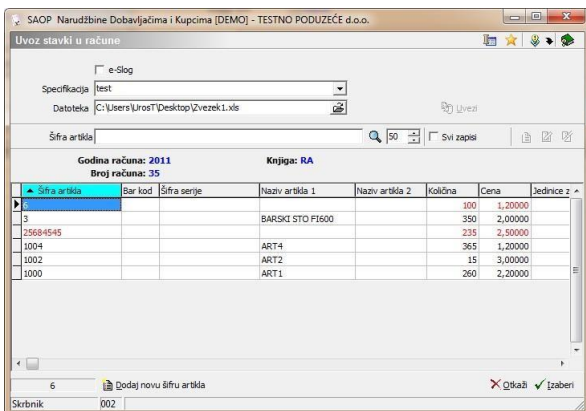 SAOP Narudžbine Dobavljačima i Kupcima [DEMO] - TESTNO PODUZEĆE d.o.o.
Uvoz stavki u račune
e-Slog
Specifikacija test
Datoteka C:\Users\UrosT\Desktop\Zvezek1.xls Uvezi
Šifra artikla 50 Svi zapisi
Godina računa: 2011 Knjiga: RA
Broj računa: 35
Šifra artikla Bar kod Šifra serije Naziv artikla 1 Naziv artikla 2 Količina Cena Jedinice z
6 100 1,20000
3 BARSKI STO FI600 350 2,00000
25684545 235 2,50000
1004 ART4 365 1,20000
1002 ART2 15 3,00000
1000 ART1 260 2,20000
6 Dodaj novu šifru artikla Otkaži Izaberi
Skrbnik 002